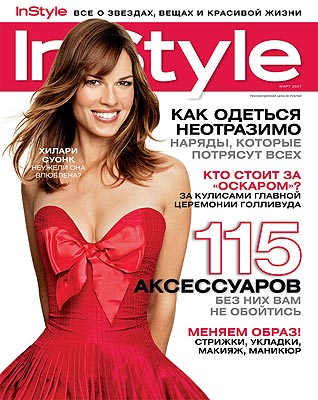 InStyle ВСЕ О ЗВЕЗДАХ, ВЕЩАХ И КРАСИВОЙ ЖИЗНИ
InStyle
МАРТ 2007
КАК ОДЕТЬСЯ
НЕОТРАЗИМО
НАРЯДЫ, КОТОРЫЕ
ПОТРЯСУТ ВСЕХ
ХИЛАРИ
СУОНК
НЕУЖЕЛИ ОНА
ВЛЮБЛЕНА?
КТО СТОИТ ЗА
«ОСКАРОМ»?
ЗА КУЛИСАМИ ГЛАВНОЙ
ЦЕРЕМОНИИ ГОЛЛИВУДА
115
АКСЕССУАРОВ
БЕЗ НИХ ВАМ
НЕ ОБОЙТИСЬ
МЕНЯЕМ ОБРАЗ!
СТРИЖКИ, УКЛАДКИ,
МАКИЯЖ, МАНИКЮР